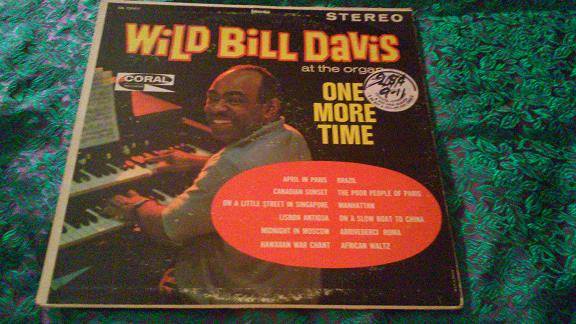 STEREO
WILD BILL DAVIS
at the organ
CORAL
ONE
MORE
TIME
APRIL IN PARIS
CANADIAN SUNSET
ON A LITTLE STREET IN SINGAPORE
LISBON ANTIGUA
MIDNIGHT IN MOSCOW
HAWAIIAN WAR CHANT
BRAZIL
THE POOR PEOPLE OF PARIS
MANHATTAN
ON A SLOW BOAT TO CHINA
ARRIVEDERCI ROMA
AFRICAN WALTZ